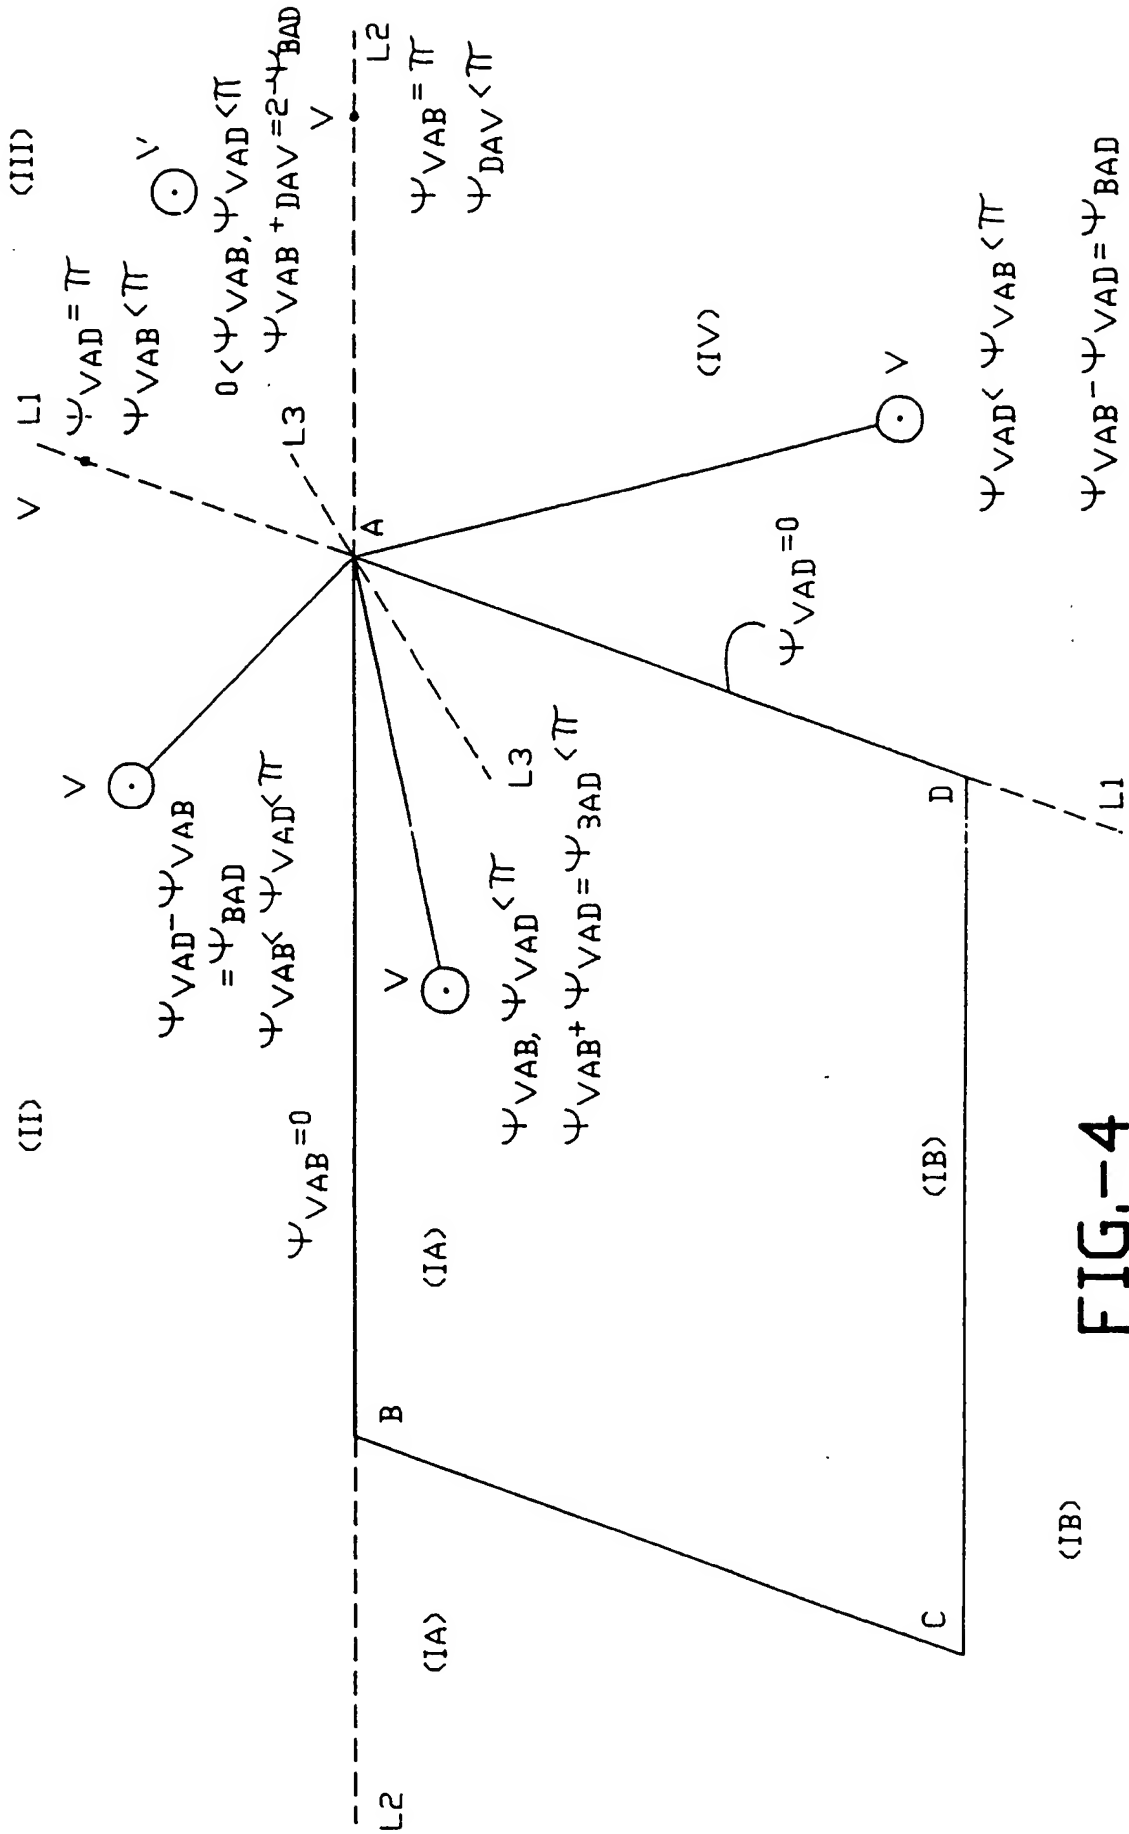 (II)
(III)
V
L1
ψVAD=π
ψVAB<π
V'
0<ψVAB, ψVAD<π
ψVAB+DAV=2-ψBAD
V
L2
ψVAB=π
ψDAV<π
V
ψVAD-ψVAB
=ψBAD
ψVAB<ψVAD<π
L3
A
ψVAB=0
L2
B
(IA)
(IA)
V
ψVAB, ψVAD<π
ψVAB+ψVAD=ψBAD<π
L3
(IV)
V
ψVAD<ψVAB<π
ψVAB-ψVAD=ψBAD
ψVAD=0
C
(IB)
D
L1
(IB)
FIG.-4